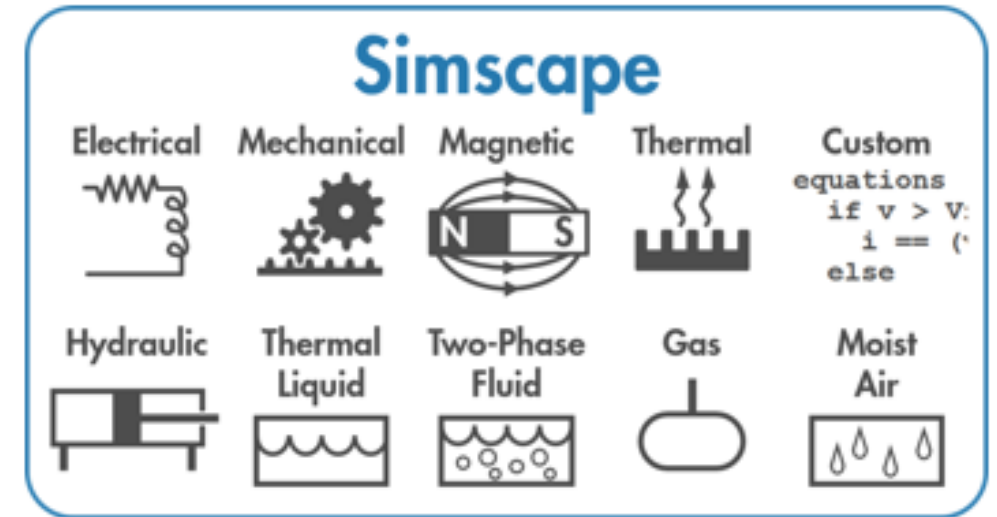 Simscape
Electrical Mechanical Magnetic Thermal Custom
equations
if v > V:
i == (
else
N S
Hydraulic Thermal Liquid Two-Phase Fluid Gas Moist Air